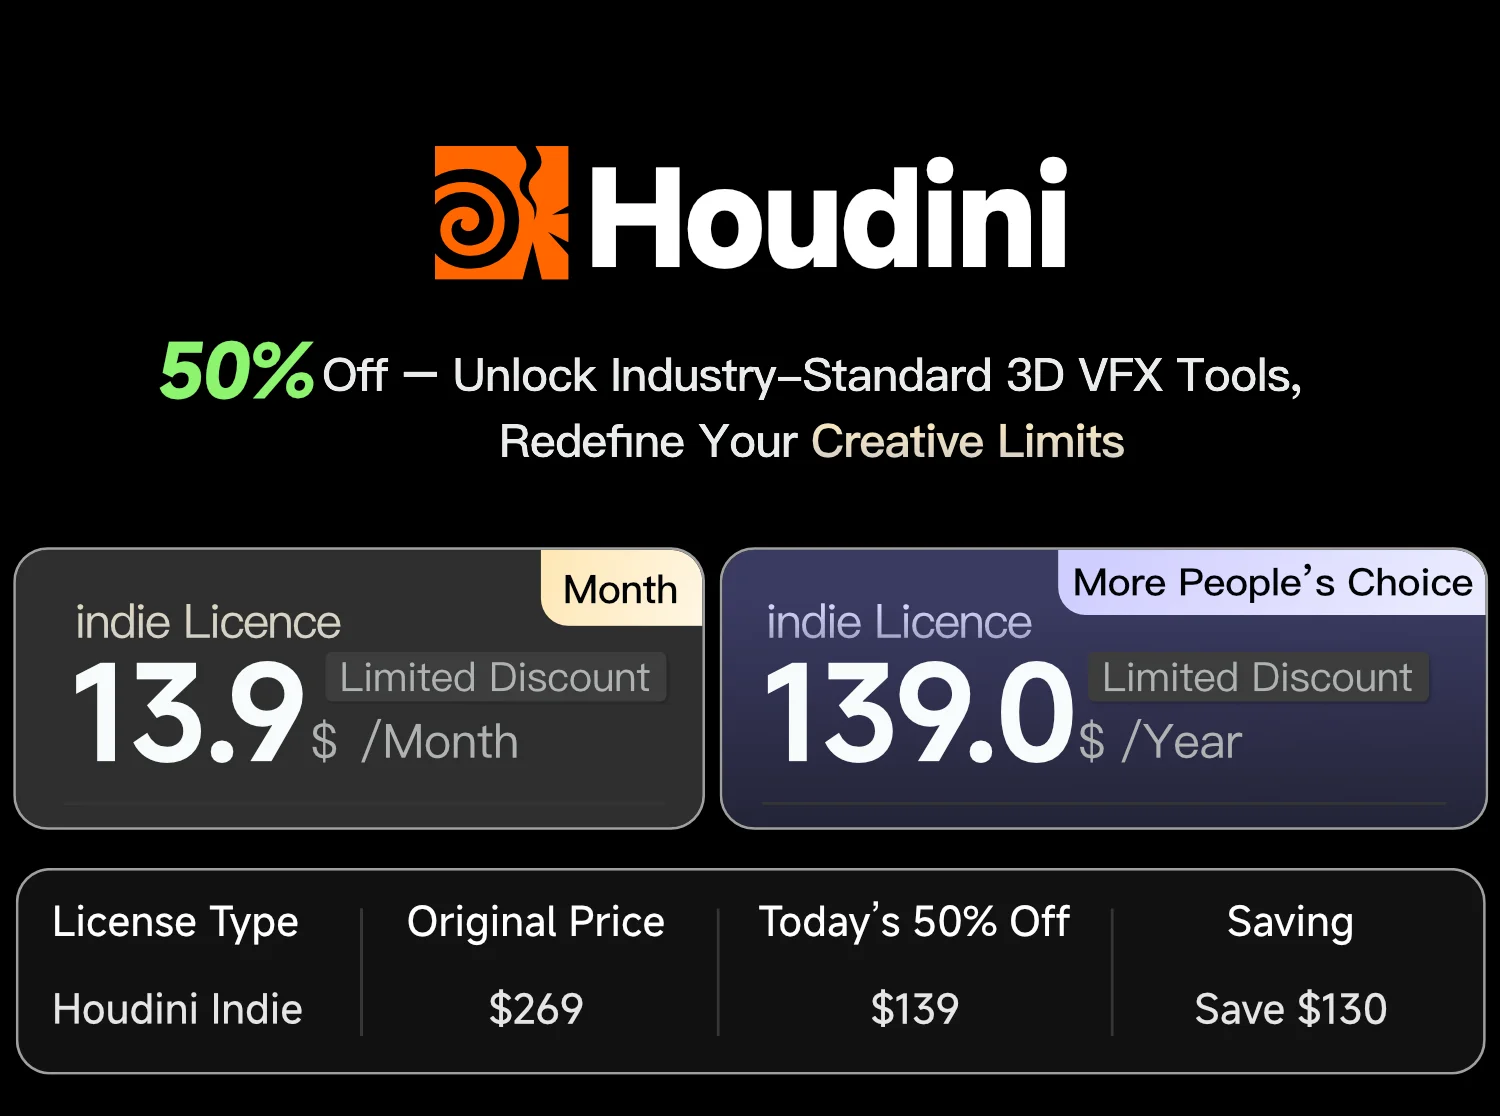 Houdini
50% Off — Unlock Industry-Standard 3D VFX Tools,
Redefine Your Creative Limits
Month
indie Licence
13.9$ /Month
Limited Discount
More People's Choice
indie Licence
139.0$ /Year
Limited Discount
License Type Original Price Today's 50% Off Saving
Houdini Indie $269 $139 Save $130